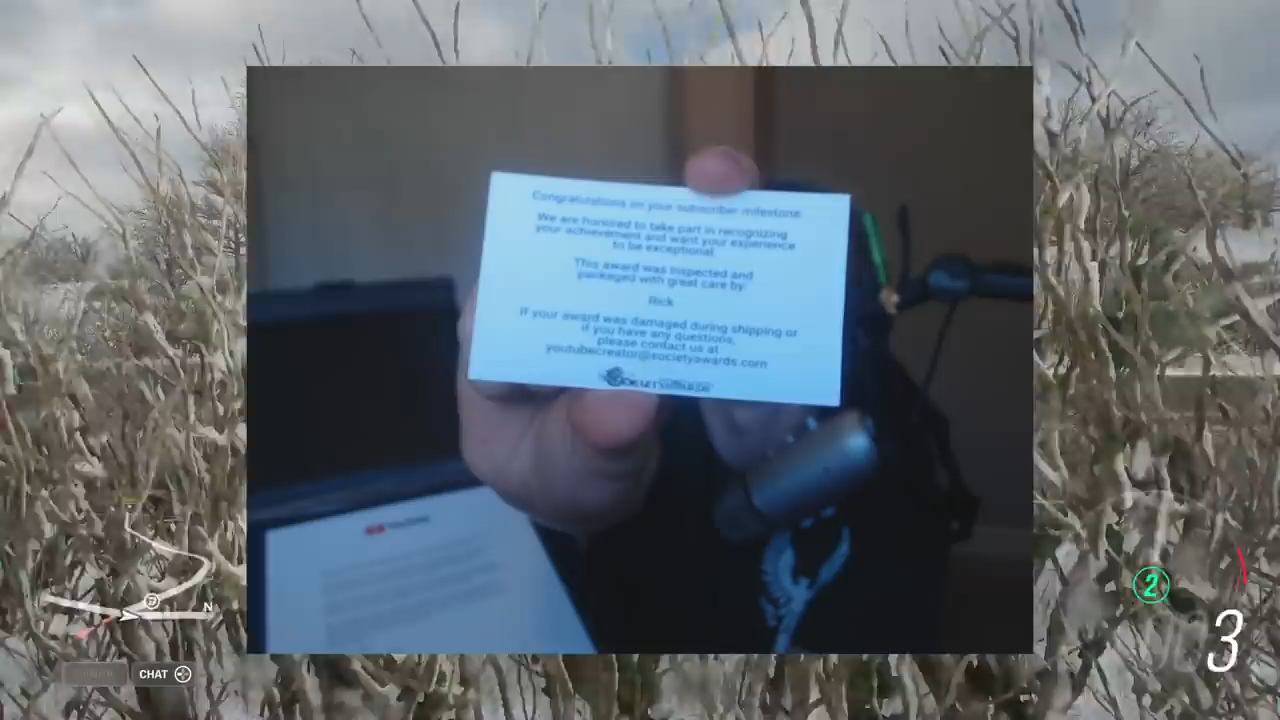 Congratulations on your subscriber milestone
We are honored to take part in recognizing
your achievement and want your experience
to be exceptional.
This award was inspected and
packaged with great care by:
Rick
If your award was damaged during shipping or
if you have any questions,
please contact us at
youtubecreator@societyawards.com
N
CHAT
2
3